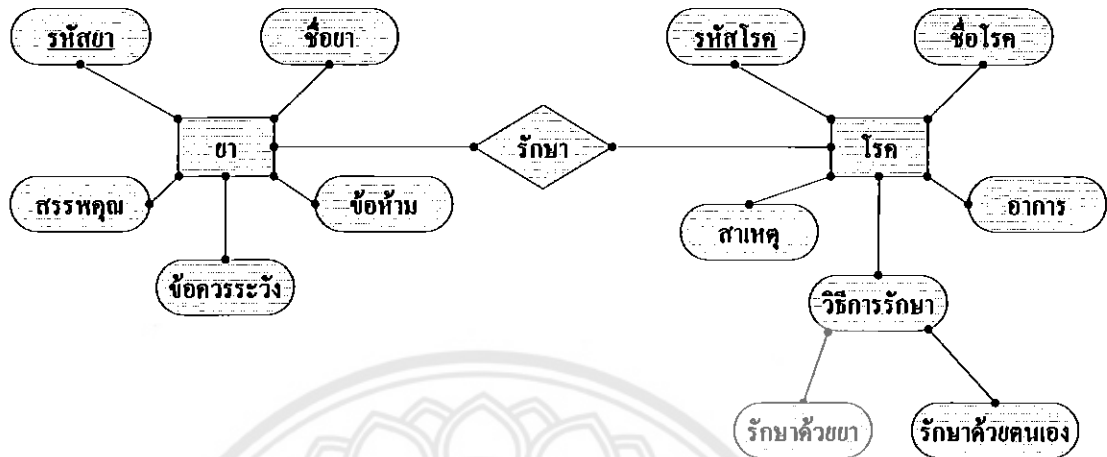 รหัสยา
ชื่อยา
รหัสโรค
ชื่อโรค
ยา
รักษา
โรค
สรรพคุณ
ข้อห้าม
สาเหตุ
อาการ
ข้อควรระวัง
วิธีการรักษา
รักษาด้วยยา
รักษาด้วยตนเอง